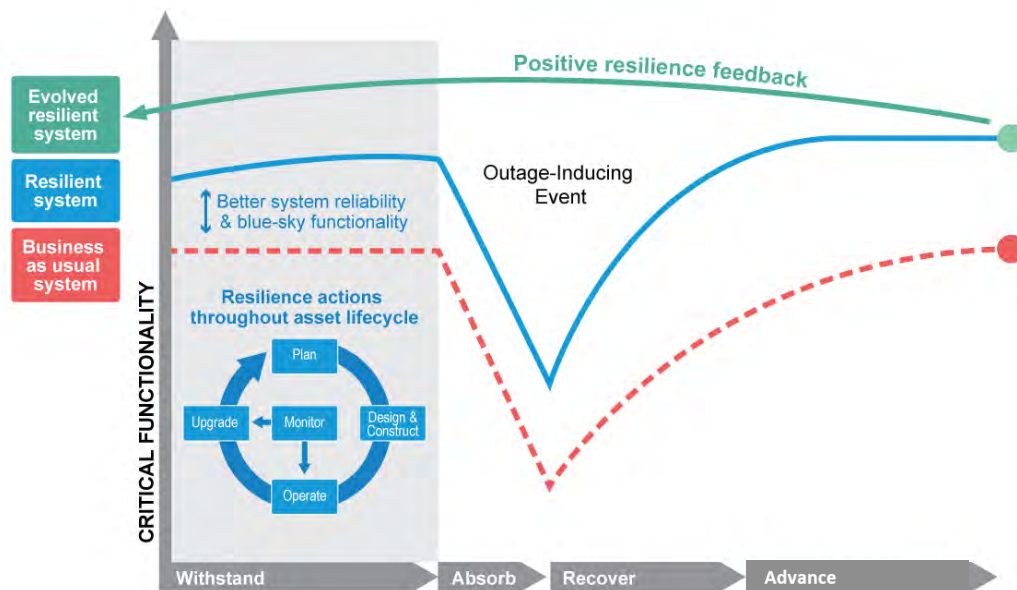 Positive resilience feedback
Evolved
resilient
system
Resilient
system
Business
as usual
system
CRITICAL FUNCTIONALITY
Better system reliability
& blue-sky functionality
Outage-Inducing
Event
Resilience actions
throughout asset lifecycle
Plan
Upgrade
Monitor
Design &
Construct
Operate
Withstand
Absorb
Recover
Advance